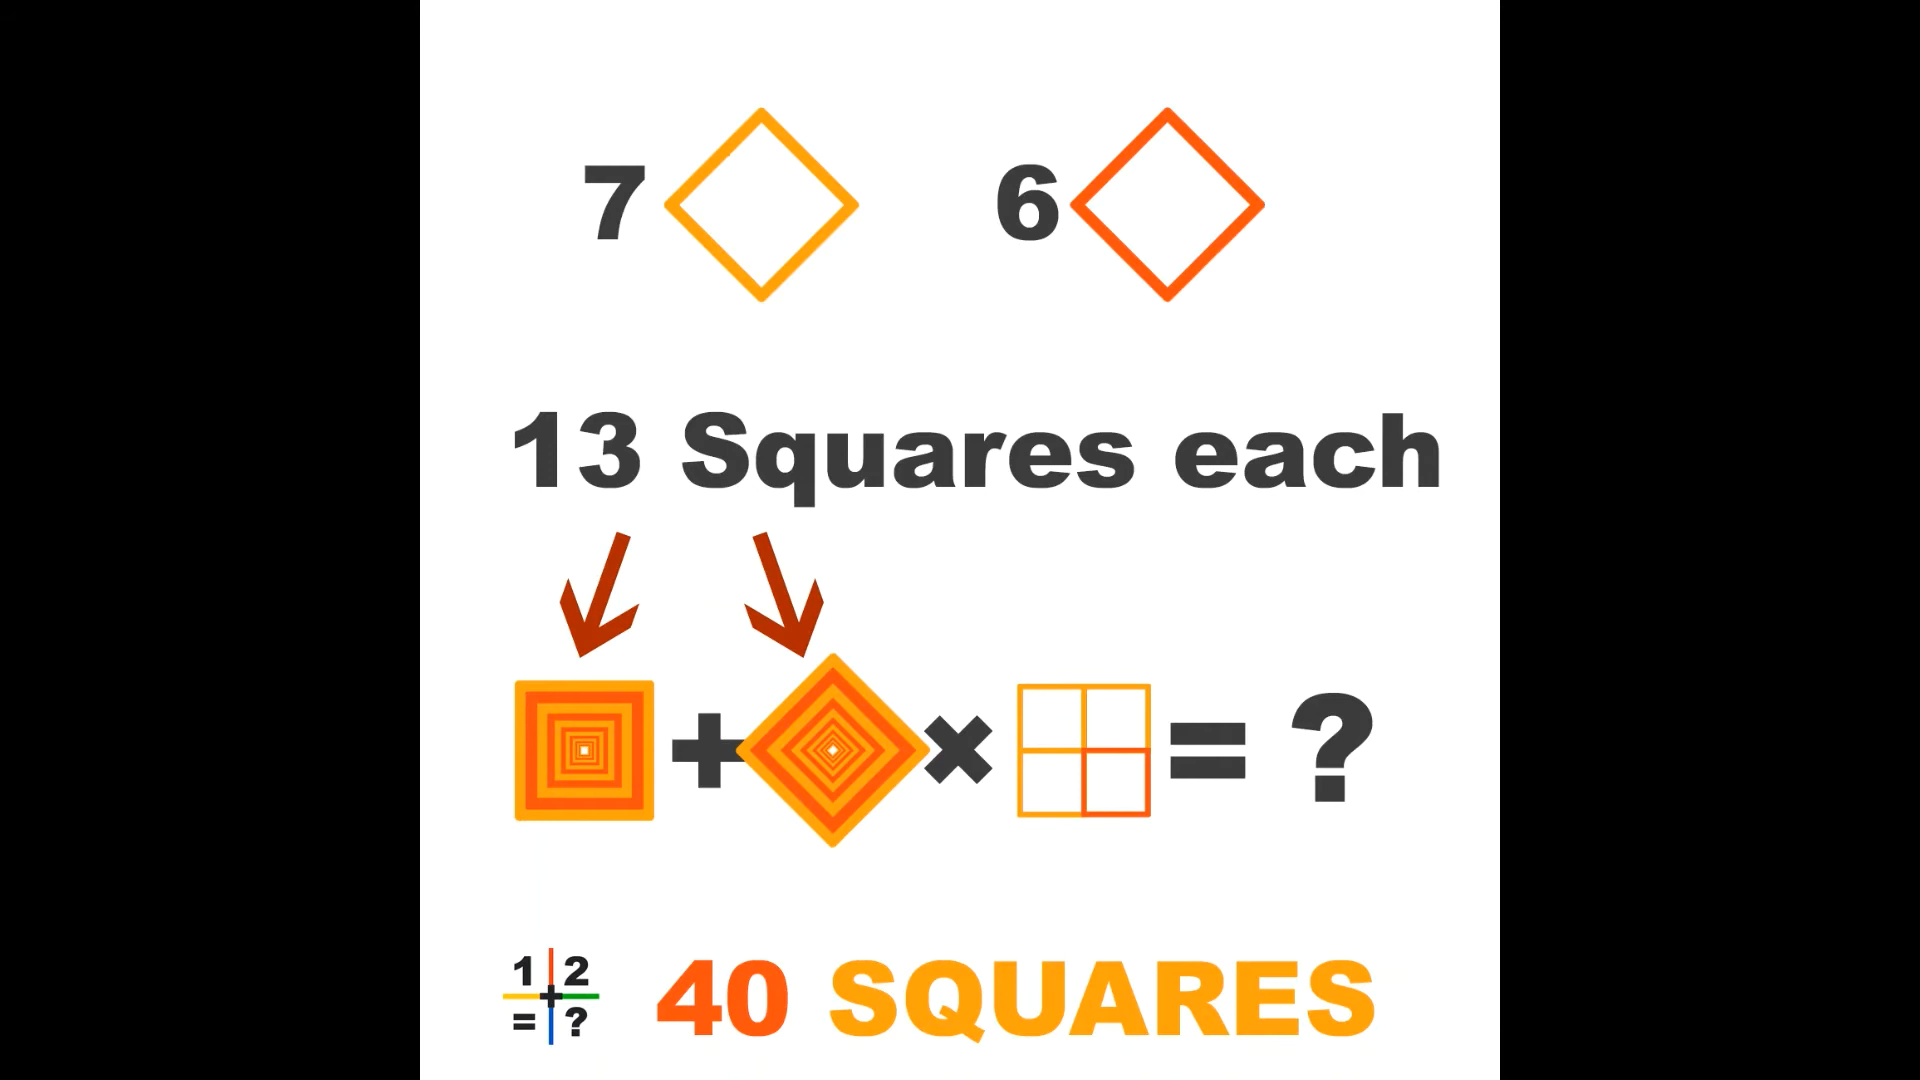 7 6
13 Squares each
+ × = ?
1 2
= ?
40 SQUARES